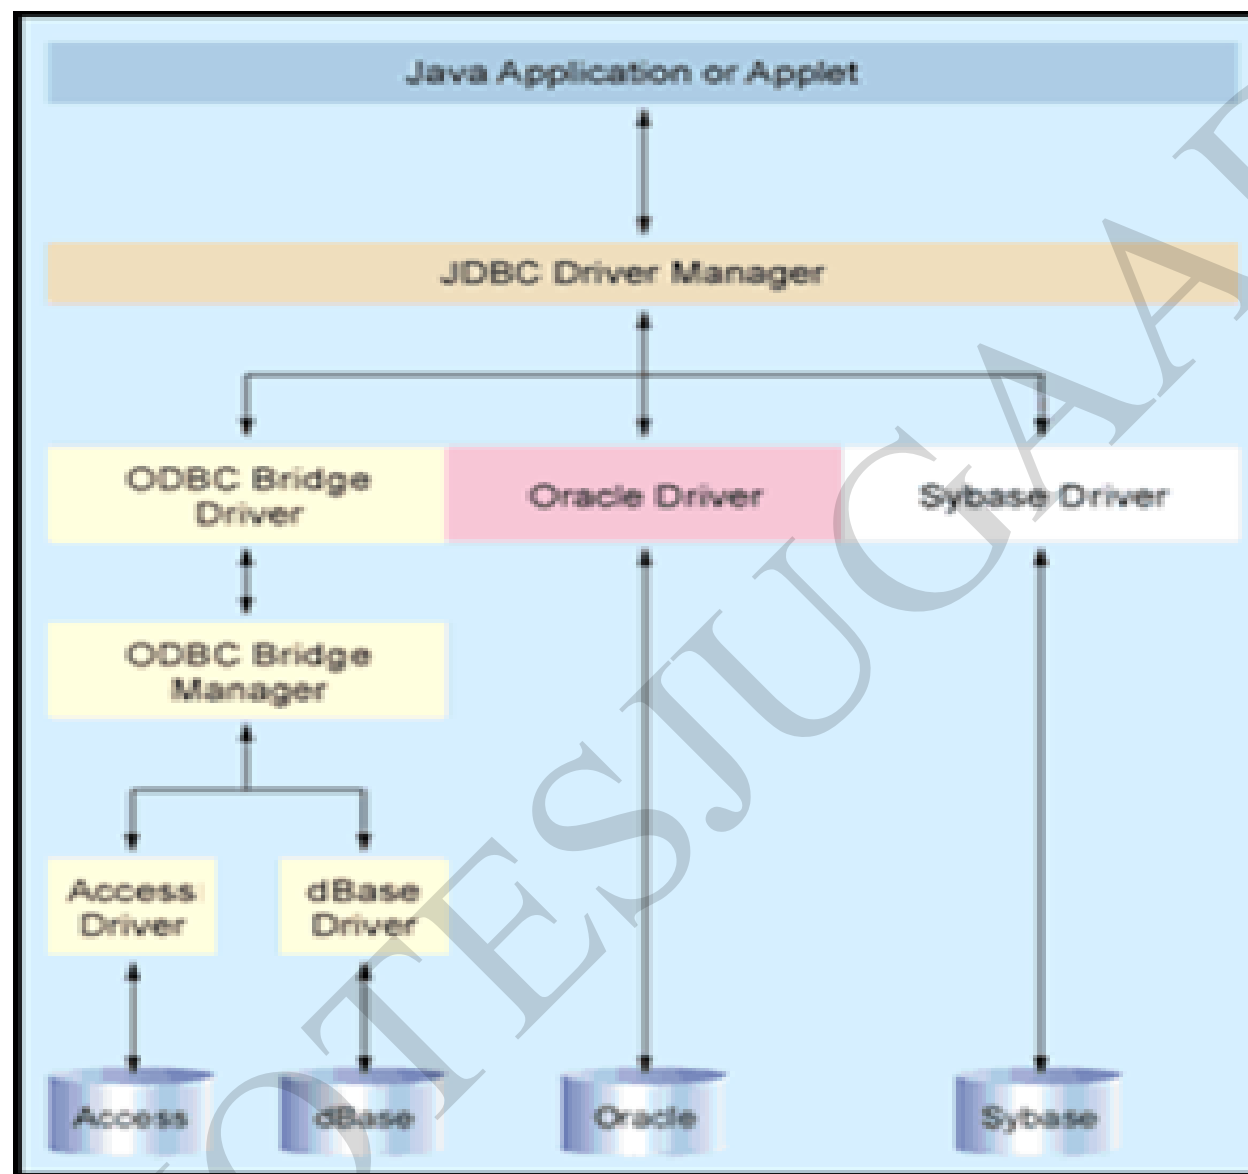 Java Application or Applet
JDBC Driver Manager
ODBC Bridge
Driver
Oracle Driver
Sybase Driver
ODBC Bridge
Manager
Access
Driver
dBase
Driver
Access
dBase
Oracle
Sybase
OTESJUGAA